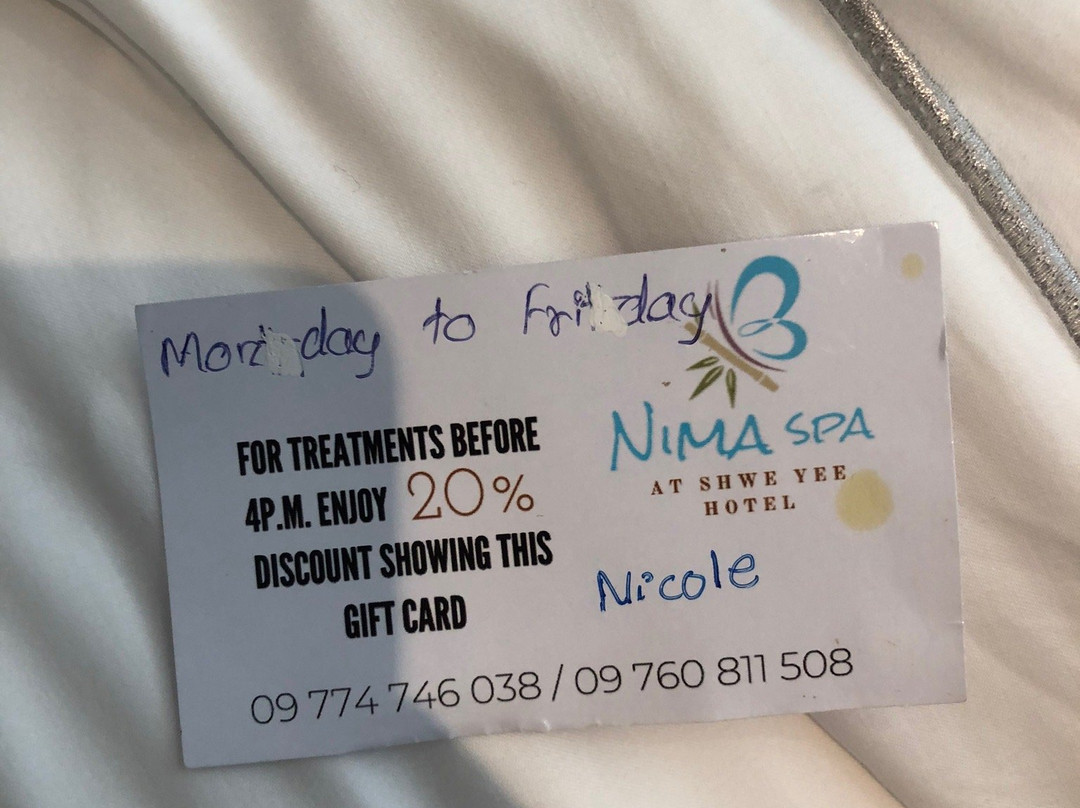 Monday to Friday
FOR TREATMENTS BEFORE
4P.M. ENJOY 20%
DISCOUNT SHOWING THIS
GIFT CARD
NIMA SPA
AT SHWE YEE
HOTEL
Nicole
09 774 746 038 / 09 760 811 508